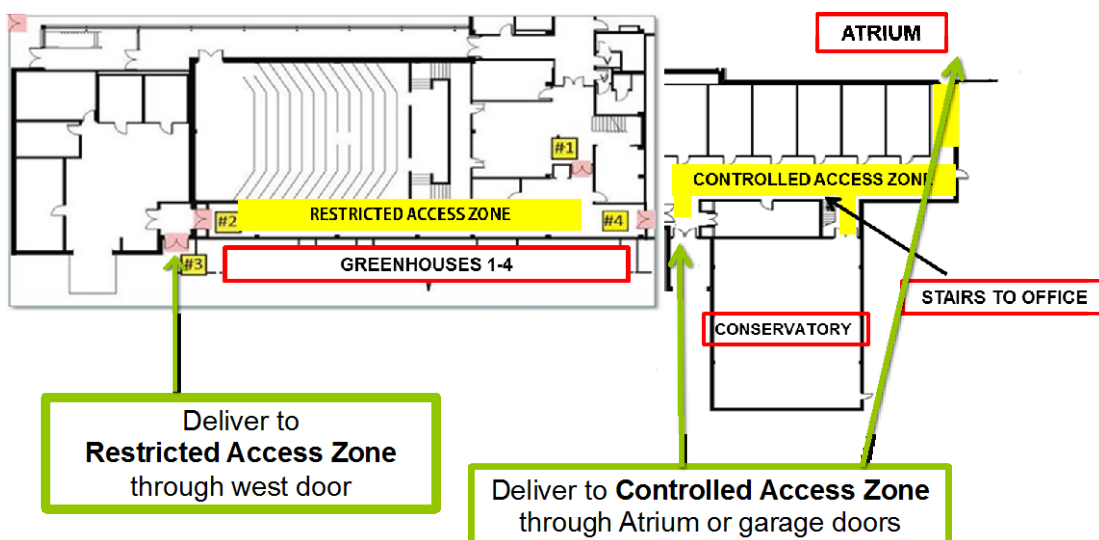 ATRIUM
#1
CONTROLLED ACCESS ZONE
#2
RESTRICTED ACCESS ZONE
#4
#3
GREENHOUSES 1-4
STAIRS TO OFFICE
CONSERVATORY
Deliver to
Restricted Access Zone
through west door
Deliver to Controlled Access Zone
through Atrium or garage doors